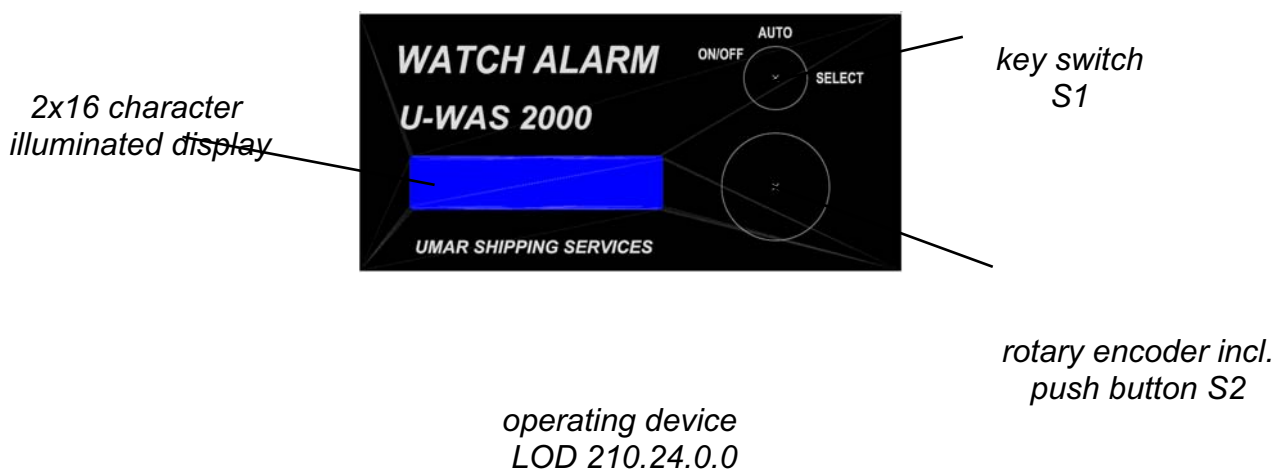 AUTO
ON/OFF
SELECT
WATCH ALARM
U-WAS 2000
UMAR SHIPPING SERVICES
2x16 character
illuminated display
key switch
S1
rotary encoder incl.
push button S2
operating device
LOD 210.24.0.0